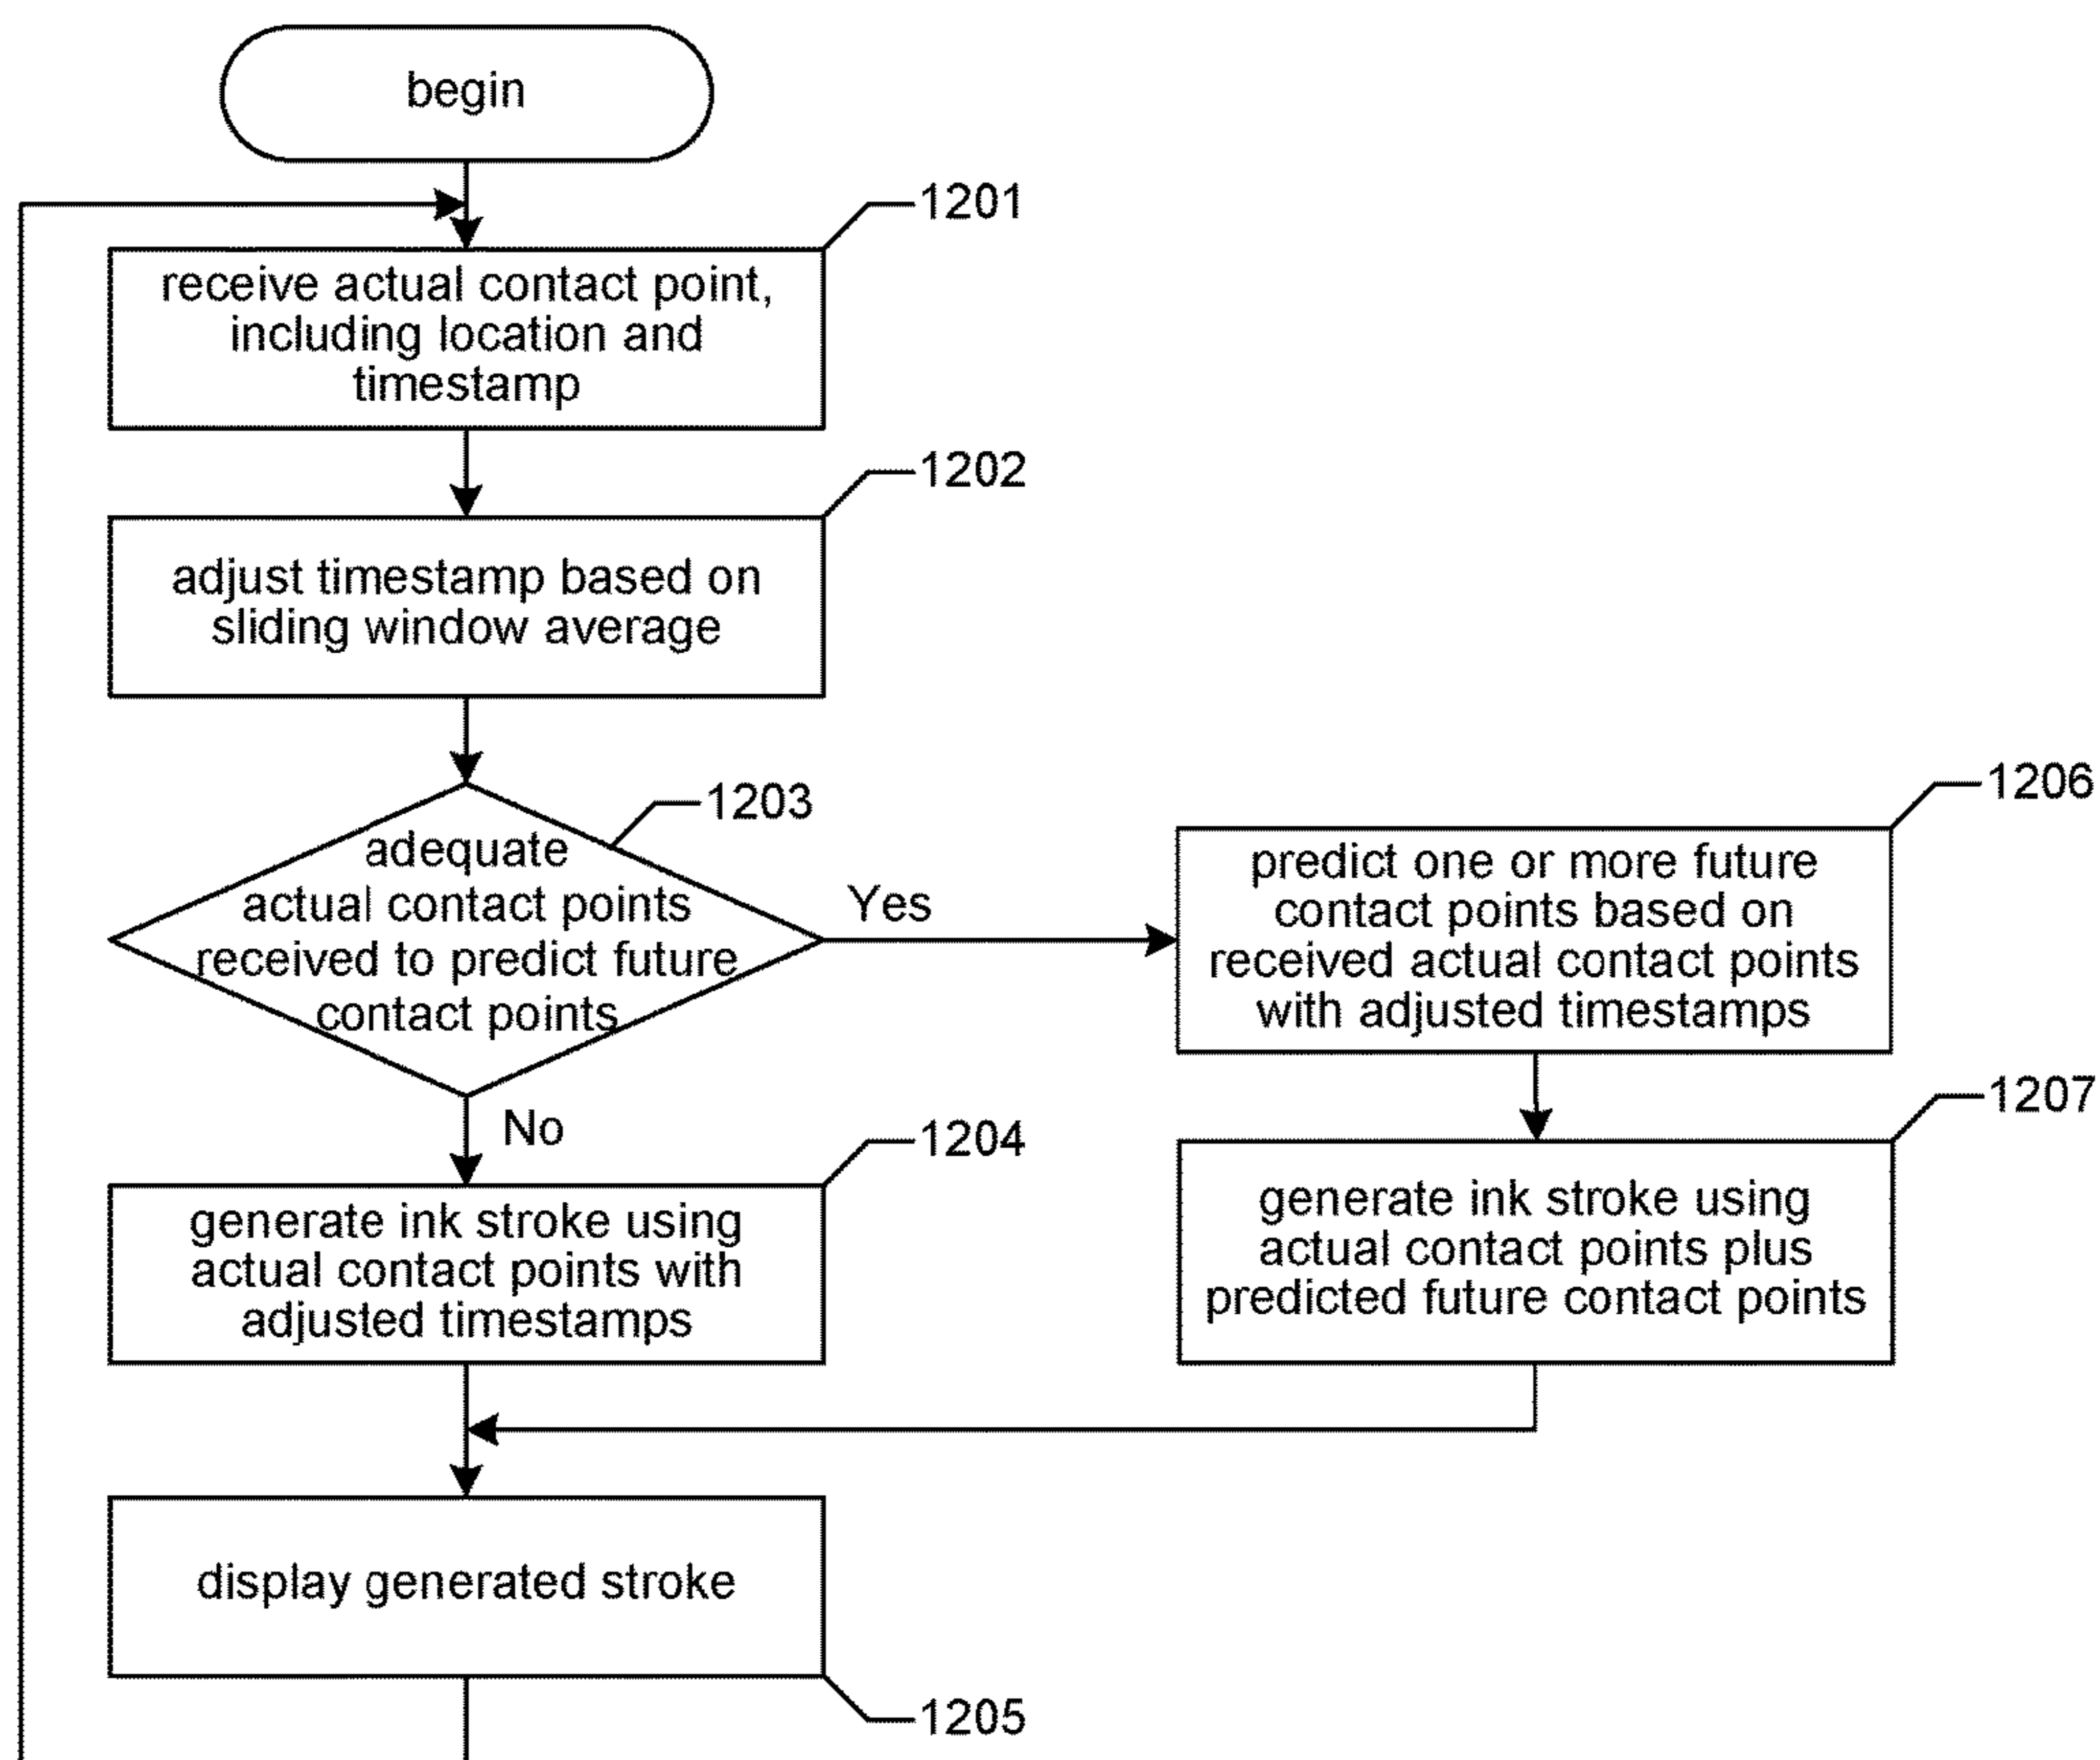 begin
1201
receive actual contact point,
including location and
timestamp
1202
adjust timestamp based on
sliding window average
1203
adequate
actual contact points
received to predict future
contact points
Yes
No
1206
predict one or more future
contact points based on
received actual contact points
with adjusted timestamps
1207
generate ink stroke using
actual contact points plus
predicted future contact points
1204
generate ink stroke using
actual contact points with
adjusted timestamps
display generated stroke
1205